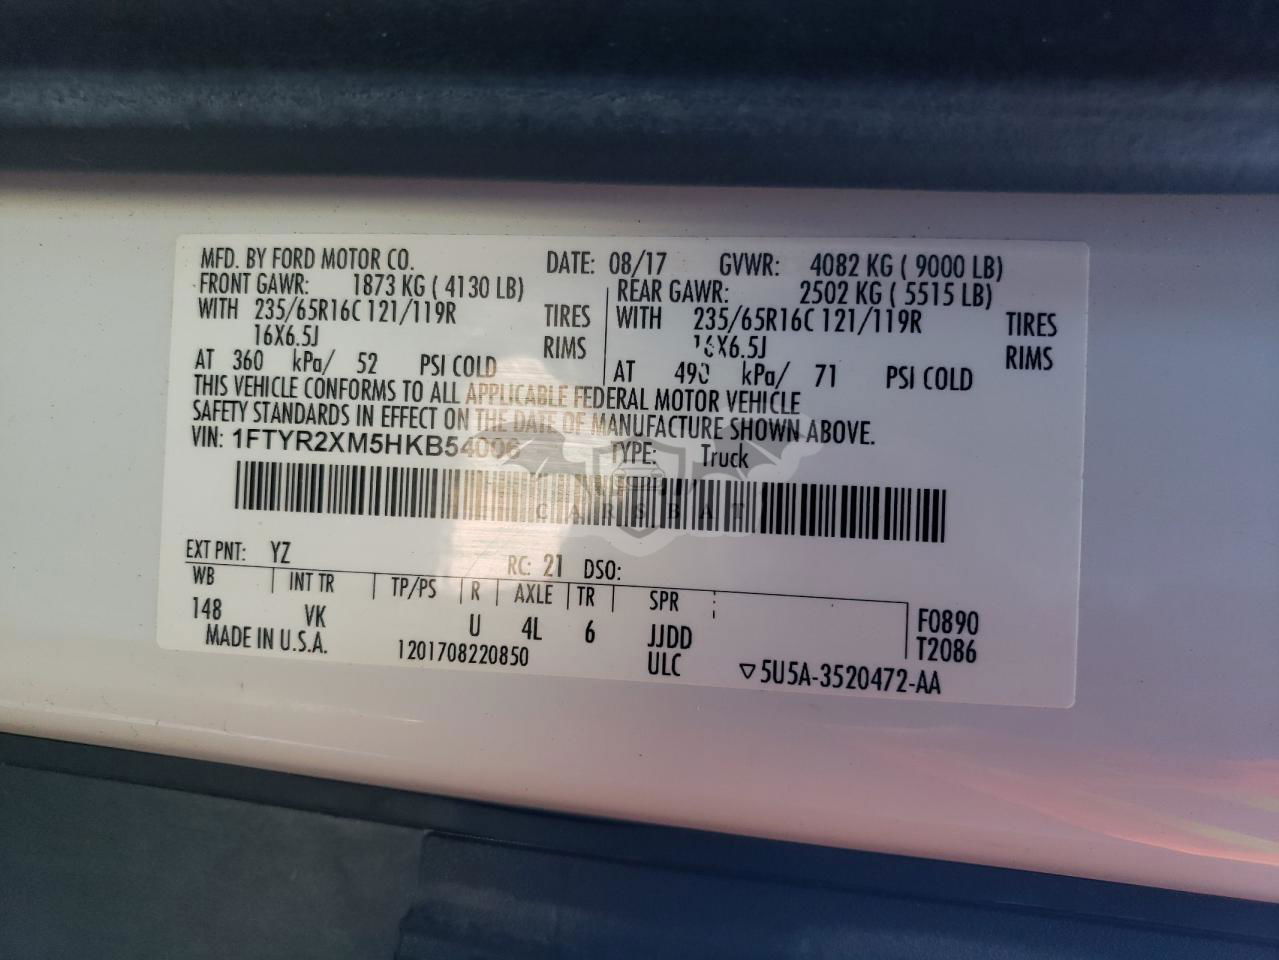 MFD. BY FORD MOTOR CO. DATE: 08/17 GVWR: 4082 KG ( 9000 LB)
FRONT GAWR: 1873 KG ( 4130 LB) REAR GAWR: 2502 KG ( 5515 LB)
WITH 235/65R16C 121/119R TIRES WITH 235/65R16C 121/119R TIRES
16X6.5J RIMS 16X6.5J RIMS
AT 360 kPa/ 52 PSI COLD AT 490 kPa/ 71 PSI COLD
THIS VEHICLE CONFORMS TO ALL APPLICABLE FEDERAL MOTOR VEHICLE
SAFETY STANDARDS IN EFFECT ON THE DATE OF MANUFACTURE SHOWN ABOVE.
VIN: 1FTYR2XM5HKB54006 TYPE: Truck
CARSBAT
EXT PNT: YZ RC: 21 DSO:
WB INT TR TP/PS R AXLE TR SPR
148 VK U 4L 6 JJDD F0890
MADE IN U.S.A. 1201708220850 ULC T2086
▽5U5A-3520472-AA